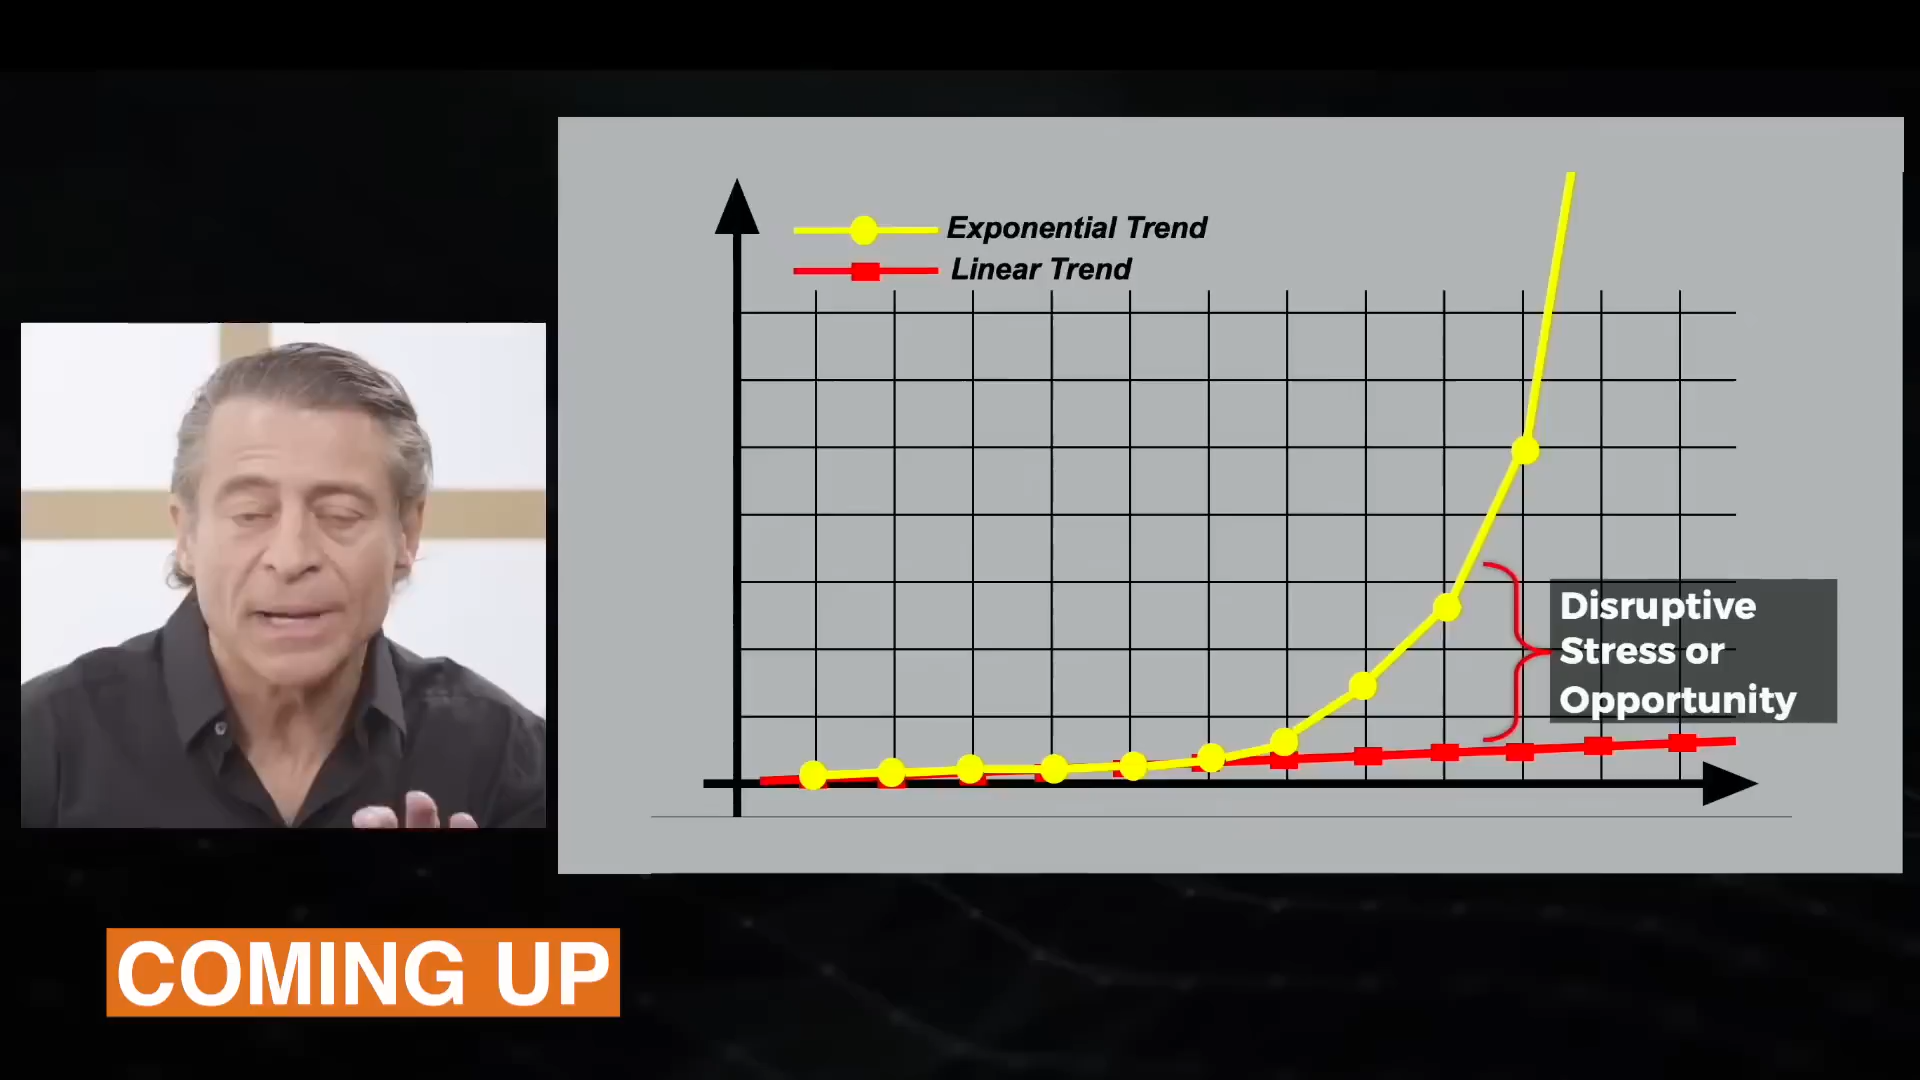 Exponential Trend
Linear Trend
Disruptive
Stress or
Opportunity
COMING UP